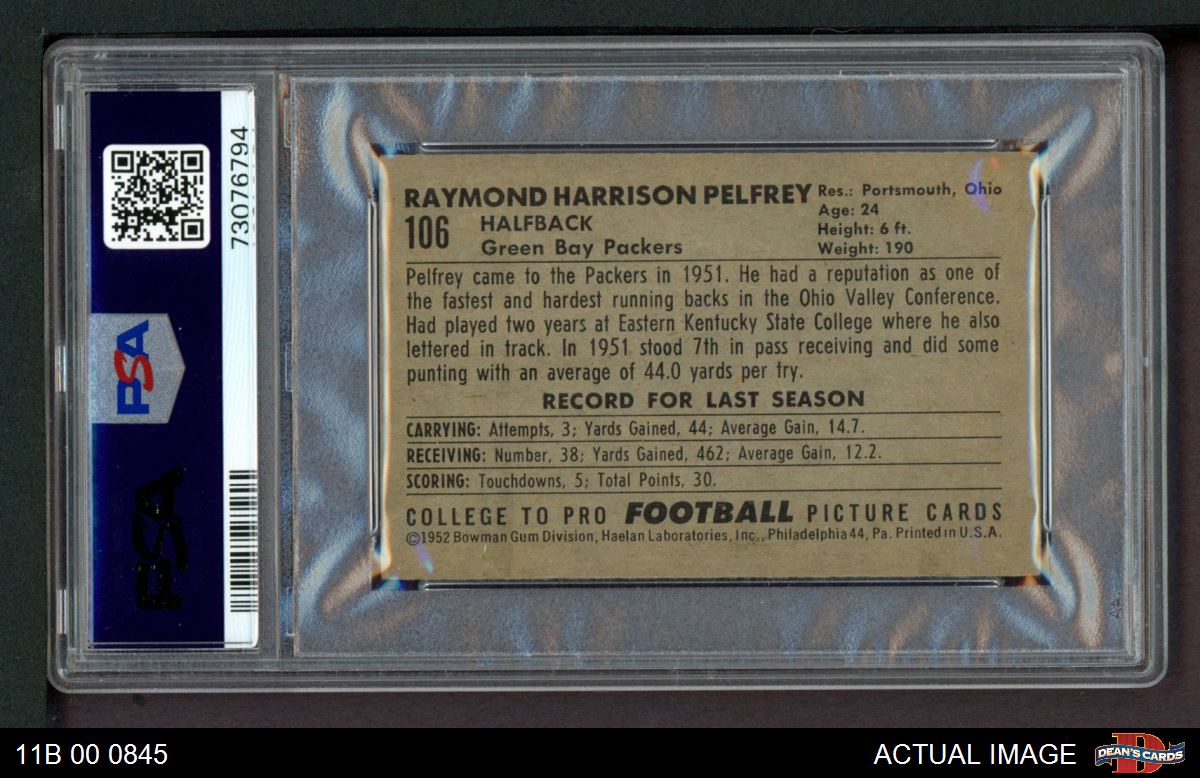 73076794
PSA
PSA
RAYMOND HARRISON PELFREY
106 HALFBACK
Green Bay Packers
Res.: Portsmouth, Ohio
Age: 24
Height: 6 ft.
Weight: 190
Pelfrey came to the Packers in 1951. He had a reputation as one of
the fastest and hardest running backs in the Ohio Valley Conference.
Had played two years at Eastern Kentucky State College where he also
lettered in track. In 1951 stood 7th in pass receiving and did some
punting with an average of 44.0 yards per try.
RECORD FOR LAST SEASON
CARRYING: Attempts, 3; Yards Gained, 44; Average Gain, 14.7.
RECEIVING: Number, 38; Yards Gained, 462; Average Gain, 12.2.
SCORING: Touchdowns, 5; Total Points, 30.
COLLEGE TO PRO FOOTBALL PICTURE CARDS
©1952 Bowman Gum Division, Haelan Laboratories, Inc., Philadelphia 44, Pa. Printed in U.S.A.
AA
11B 00 0845
ACTUAL IMAGE
D
DEAN'S CARDS